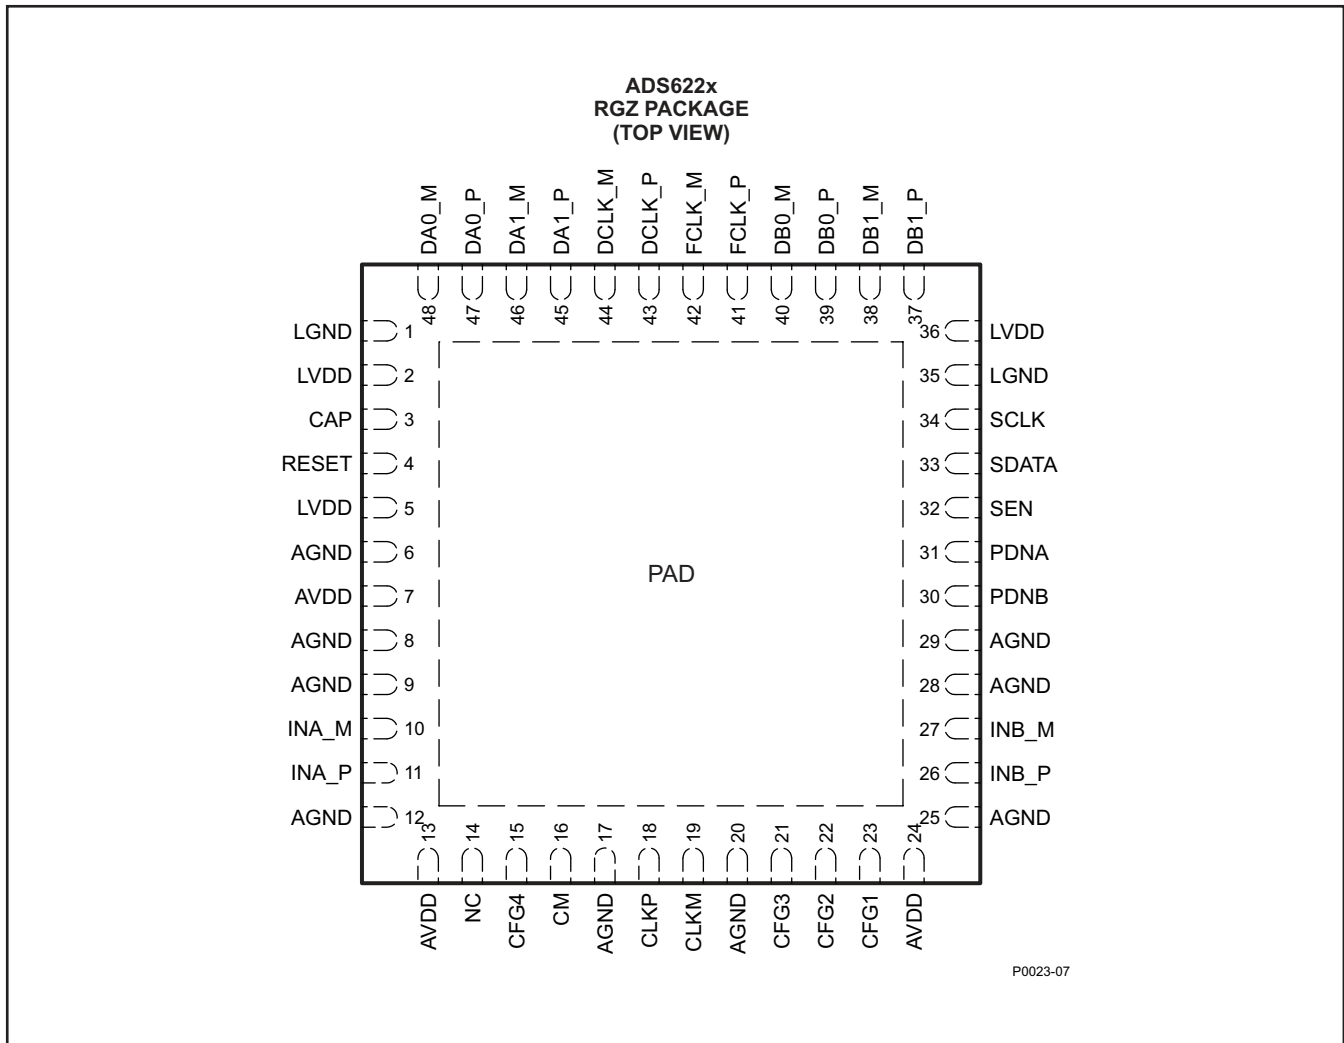 ADS622x
RGZ PACKAGE
(TOP VIEW)
DA0_M
DA0_P
DA1_M
DA1_P
DCLK_M
DCLK_P
FCLK_M
FCLK_P
DB0_M
DB0_P
DB1_M
DB1_P
48
47
46
45
44
43
42
41
40
39
38
37
LGND 1
LVDD 2
CAP 3
RESET 4
LVDD 5
AGND 6
AVDD 7
AGND 8
AGND 9
INA_M 10
INA_P 11
AGND 12
PAD
36 LVDD
35 LGND
34 SCLK
33 SDATA
32 SEN
31 PDNA
30 PDNB
29 AGND
28 AGND
27 INB_M
26 INB_P
25 AGND
13
14
15
16
17
18
19
20
21
22
23
24
AVDD
NC
CFG4
CM
AGND
CLKP
CLKM
AGND
CFG3
CFG2
CFG1
AVDD
P0023-07